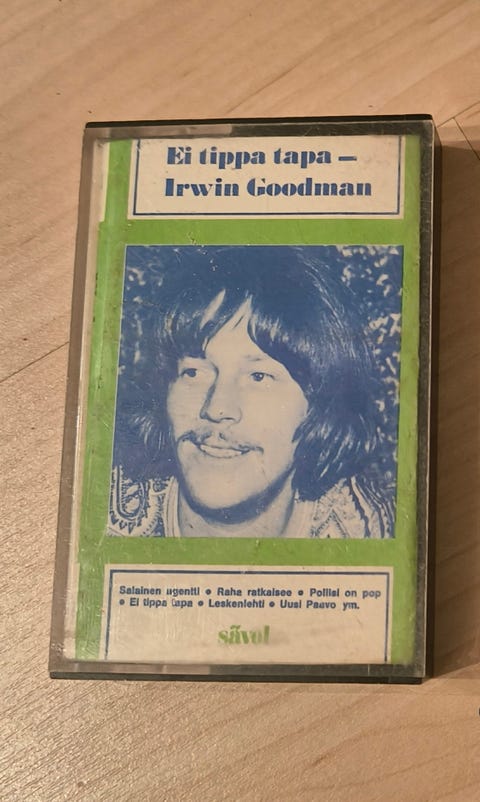 Ei tippa tapa —
Irwin Goodman
Salainen agentti • Raha ratkaisee • Poliisi on pop
• Ei tippa tapa • Leskenlehti • Uusi Paavo ym.
sävel